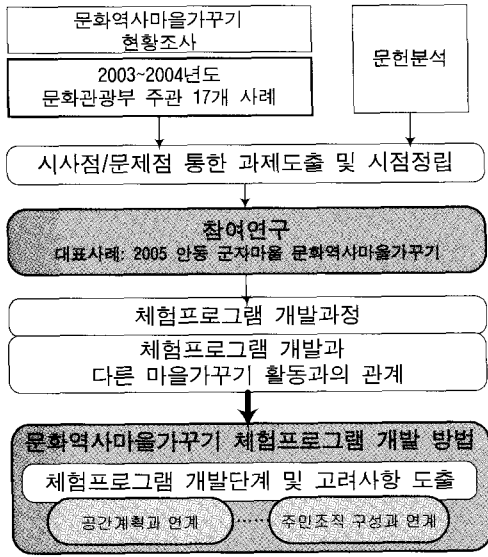 문화역사마을가꾸기
현황조사
2003~2004년도
문화관광부 주관 17개 사례
문헌분석
시사점/문제점 통한 과제도출 및 시점정립
참여연구
대표사례: 2005 안동 군자마을 문화역사마을가꾸기
체험프로그램 개발과정
체험프로그램 개발과
다른 마을가꾸기 활동과의 관계
문화역사마을가꾸기 체험프로그램 개발 방법
체험프로그램 개발단계 및 고려사항 도출
공간계획과 연계 ······ 주민조직 구성과 연계